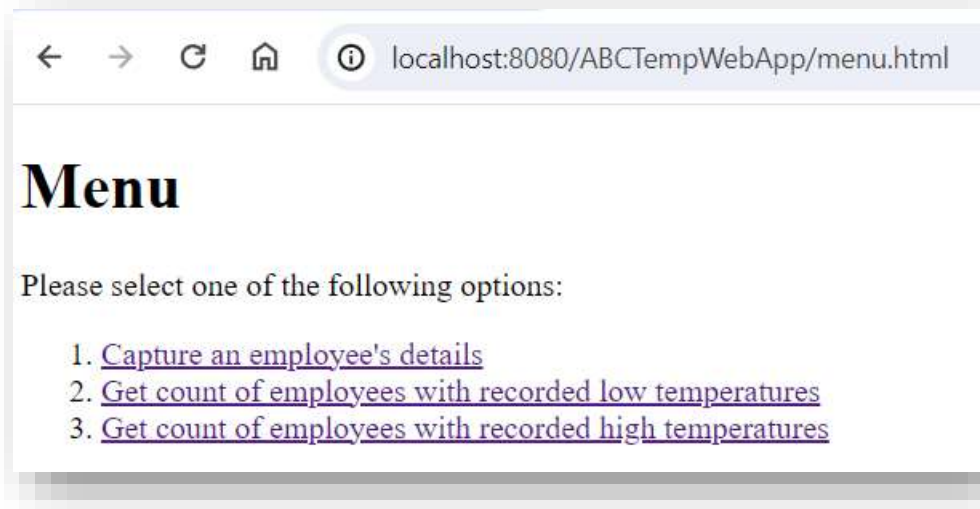 localhost:8080/ABCTempWebApp/menu.html
Menu
Please select one of the following options:
1. Capture an employee's details
2. Get count of employees with recorded low temperatures
3. Get count of employees with recorded high temperatures